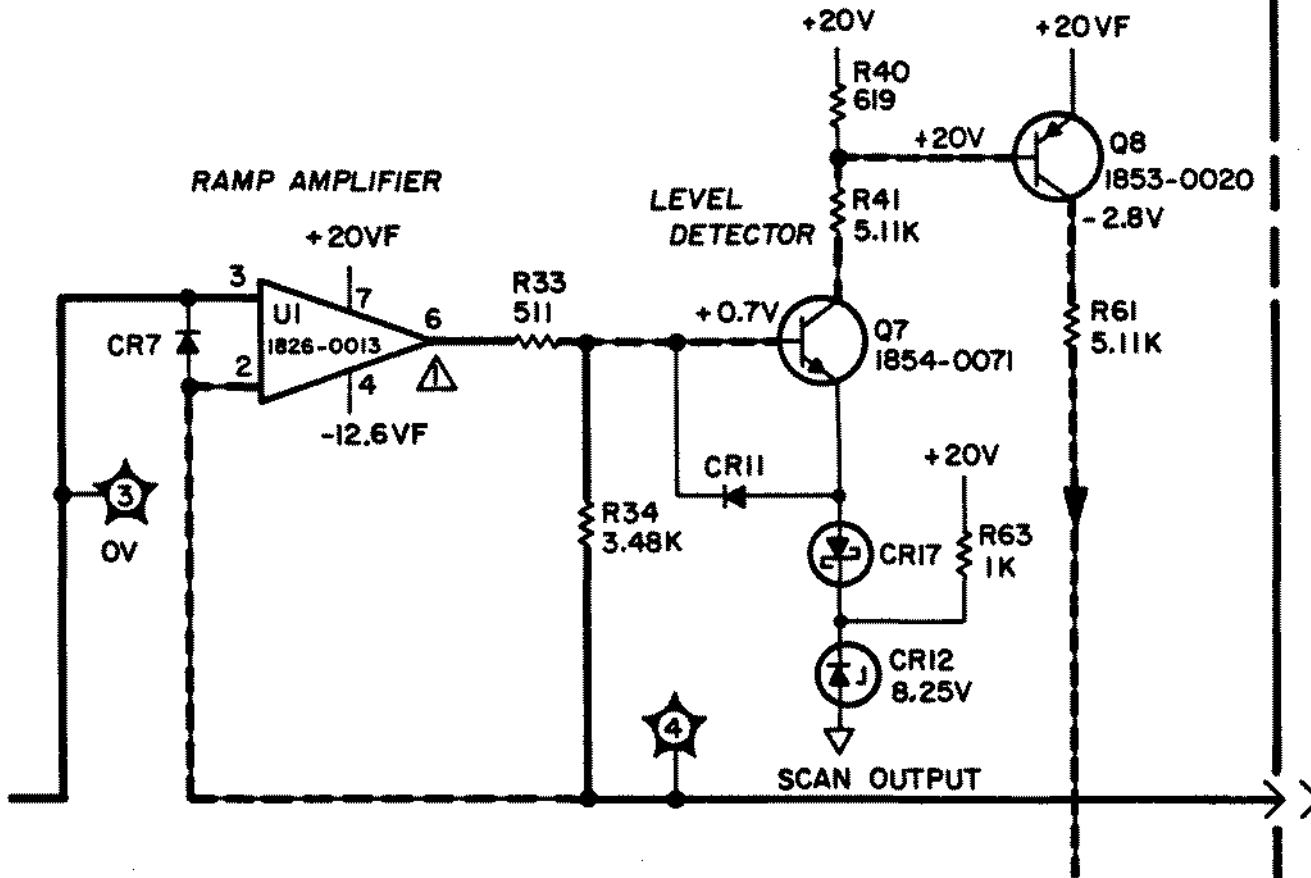 +20V
+20VF
R40
619
+20V
Q8
1853-0020
-2.8V
RAMP AMPLIFIER
LEVEL
DETECTOR
R41
5.11K
+20VF
3
7
R33
511
+0.7V
Q7
1854-0071
R61
5.11K
CR7
U1
1826-0013
6
1
2
4
-12.6VF
CR11
+20V
3
0V
R34
3.48K
CR17
R63
1K
CR12
8.25V
4
SCAN OUTPUT